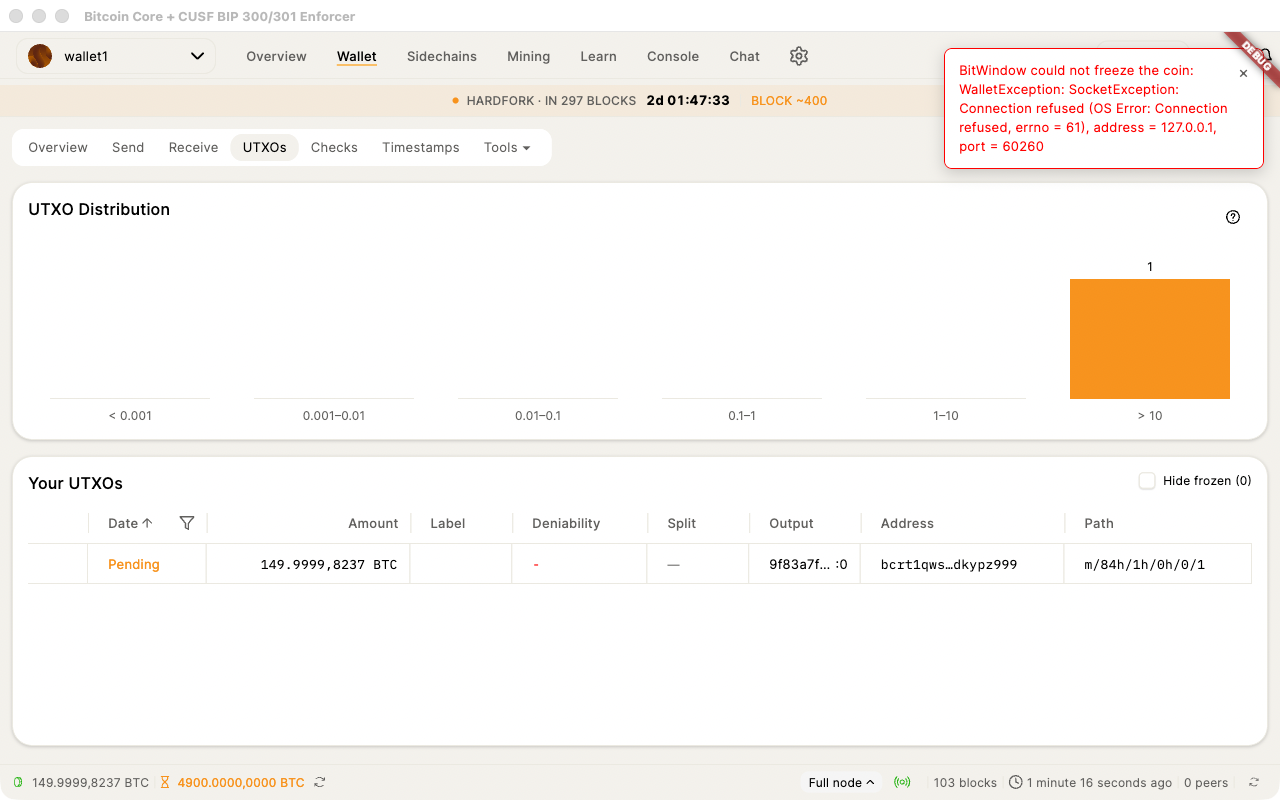 Bitcoin Core + CUSF BIP 300/301 Enforcer
wallet1
Overview Wallet Sidechains Mining Learn Console Chat
DEBUG
BitWindow could not freeze the coin:
WalletException: SocketException:
Connection refused (OS Error: Connection
refused, errno = 61), address = 127.0.0.1,
port = 60260
HARDFORK · IN 297 BLOCKS 2d 01:47:33 BLOCK ~400
Overview Send Receive UTXOs Checks Timestamps Tools
UTXO Distribution
1
< 0.001 0.001–0.01 0.01–0.1 0.1–1 1–10 > 10
Your UTXOs
Hide frozen (0)
Date Amount Label Deniability Split Output Address Path
Pending 149.9999,8237 BTC - — 9f83a7f... :0 bcrt1qws…dkypz999 m/84h/1h/0h/0/1
149.9999,8237 BTC 4900.0000,0000 BTC Full node 103 blocks 1 minute 16 seconds ago 0 peers